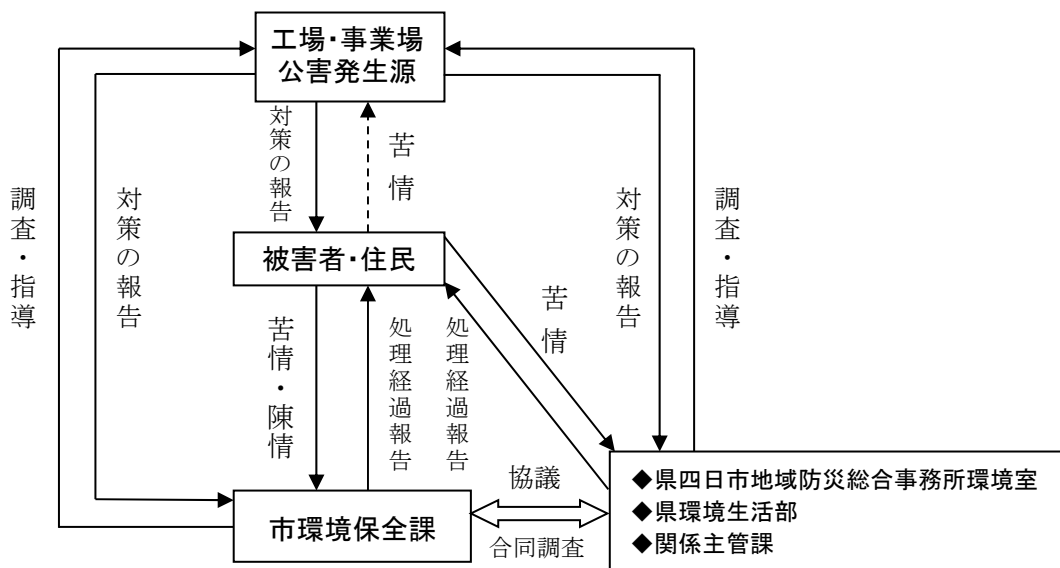 工場・事業場
公害発生源
対策の報告
苦情
調査・指導
対策の報告
対策の報告
調査・指導
被害者・住民
苦情
苦情・陳情
処理経過報告
処理経過報告
協議
合同調査
市環境保全課
◆県四日市地域防災総合事務所環境室
◆県環境生活部
◆関係主管課